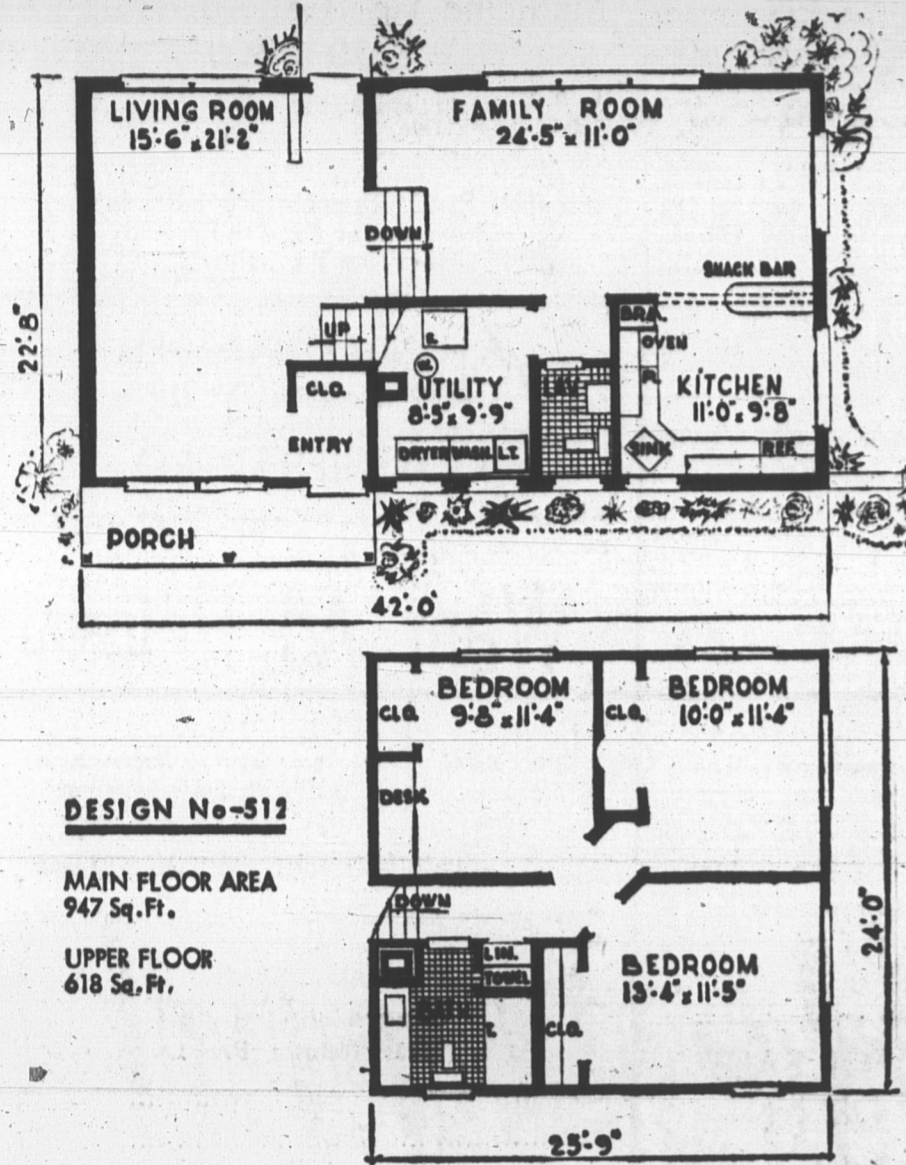 LIVING ROOM
15'-6" x 21'-2"
FAMILY ROOM
24'-5" x 11'-0"
DOWN
SNACK BAR
22'-8"
UP
BRA.
OVEN
CLO.
UTILITY
8'-5" x 9'-9"
LAV.
KITCHEN
11'-0" x 9'-8"
ENTRY
DRYER WASH. L.T.
SINK
REF.
PORCH
42'-0"
BEDROOM
9'-8" x 11'-4"
BEDROOM
10'-0" x 11'-4"
CLO.
CLO.
DESK
DESIGN No-512
MAIN FLOOR AREA
947 Sq.Ft.
UPPER FLOOR
618 Sq.Ft.
DOWN
24'-0"
LIN.
TOWEL
BEDROOM
13'-4" x 11'-5"
CLO.
25'-9"